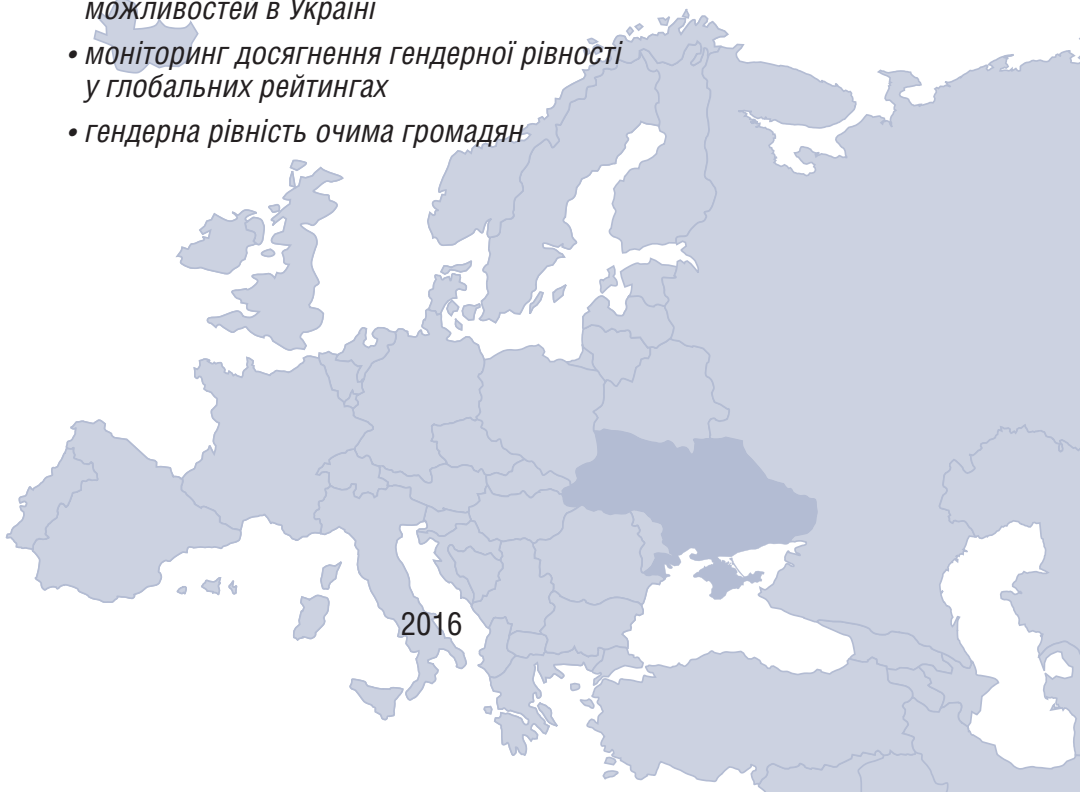 можливостей в Україні
• моніторинг досягнення гендерної рівності
у глобальних рейтингах
• гендерна рівність очима громадян
2016